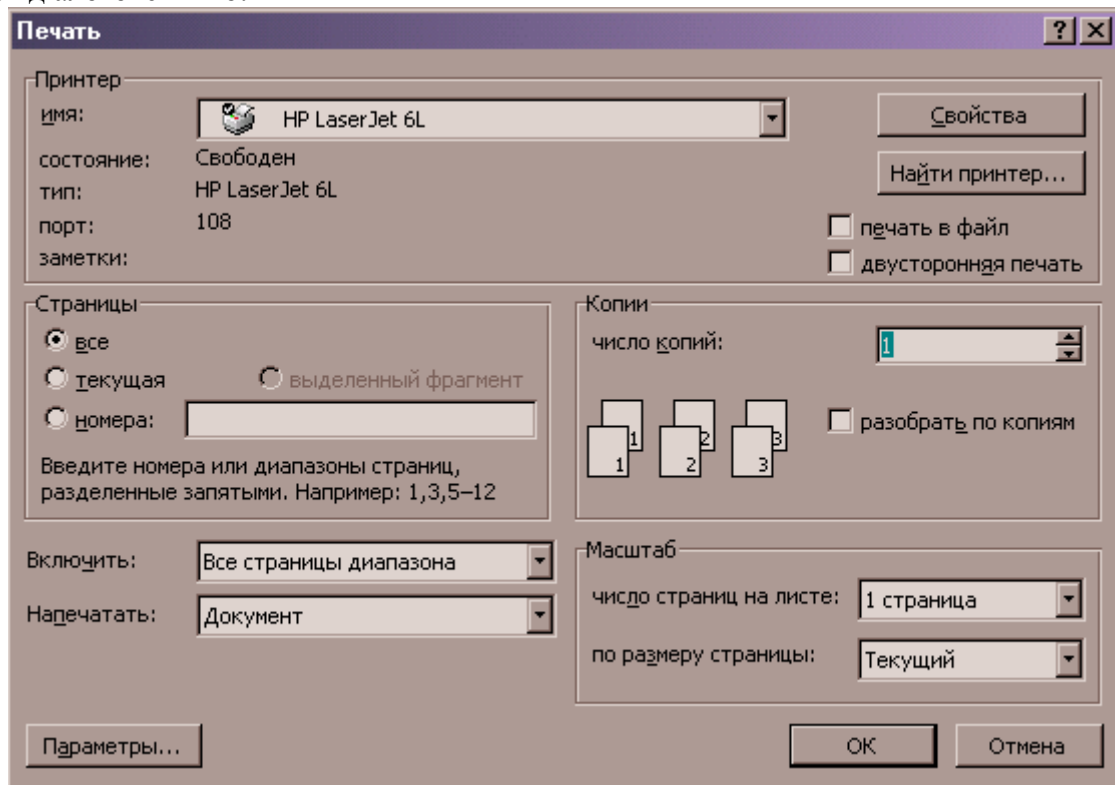 Печать
Принтер
имя: HP LaserJet 6L Свойства
состояние: Свободен
Найти принтер...
тип: HP LaserJet 6L
порт: 108 печать в файл
заметки: двусторонняя печать
Страницы
все
текущая выделенный фрагмент
номера:
Введите номера или диапазоны страниц,
разделенные запятыми. Например: 1,3,5–12
Копии
число копий: 1
1 2 3
1 2 3
разобрать по копиям
Включить: Все страницы диапазона
Напечатать: Документ
Масштаб
число страниц на листе: 1 страница
по размеру страницы: Текущий
Параметры... OK Отмена